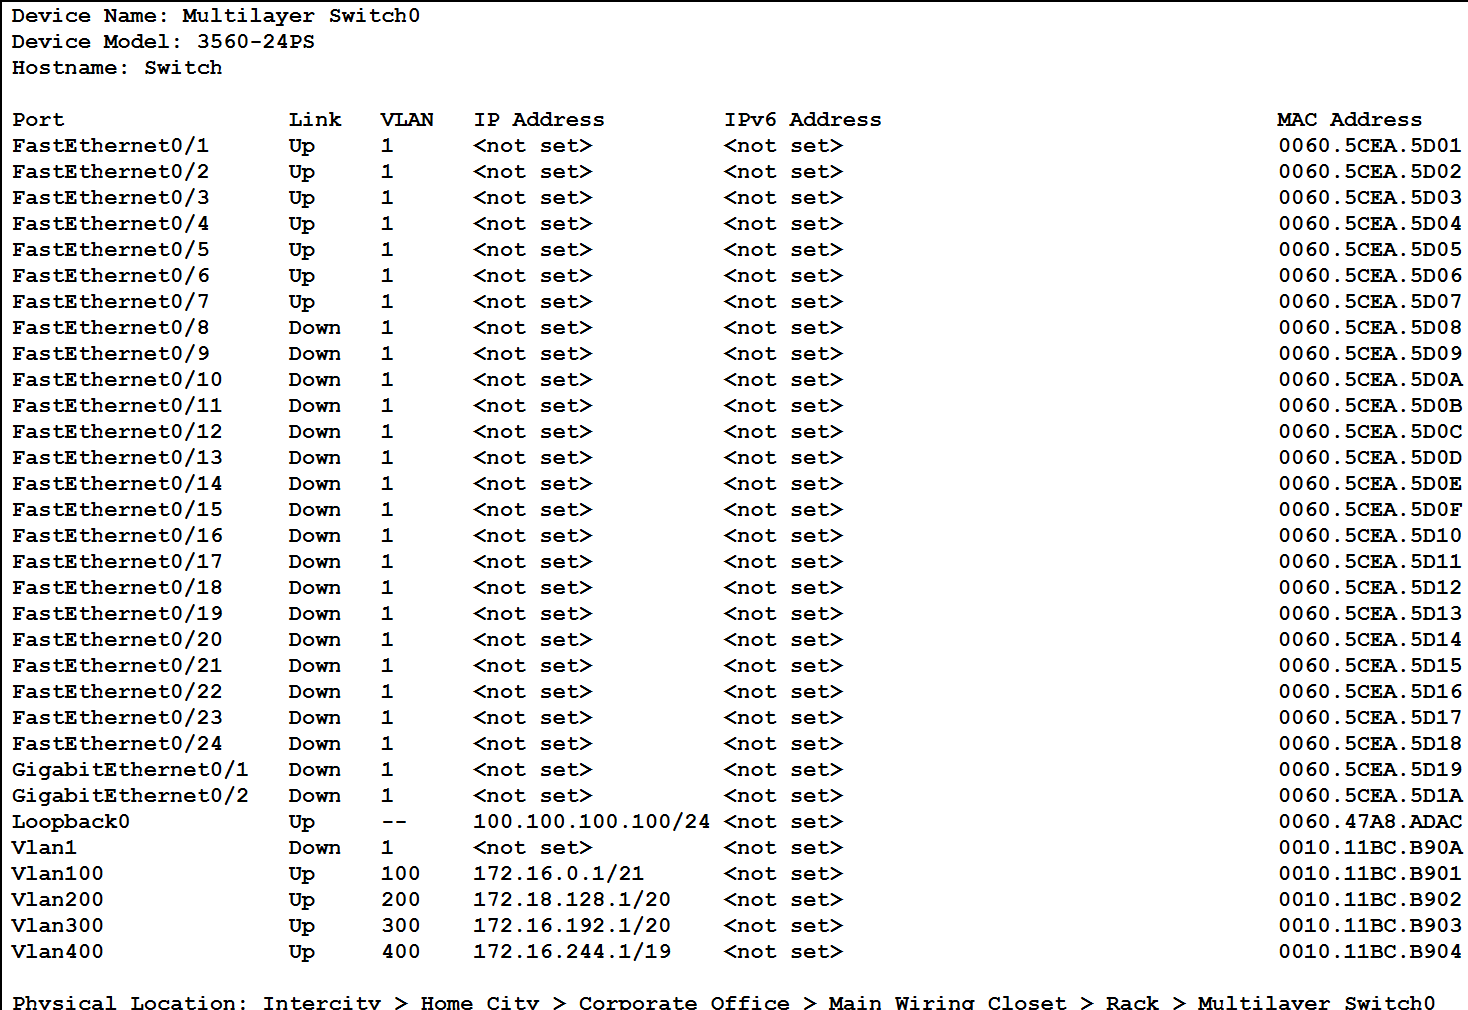 Device Name: Multilayer Switch0
Device Model: 3560-24PS
Hostname: Switch
Port Link VLAN IP Address IPv6 Address MAC Address
FastEthernet0/1 Up 1 <not set> <not set> 0060.5CEA.5D01
FastEthernet0/2 Up 1 <not set> <not set> 0060.5CEA.5D02
FastEthernet0/3 Up 1 <not set> <not set> 0060.5CEA.5D03
FastEthernet0/4 Up 1 <not set> <not set> 0060.5CEA.5D04
FastEthernet0/5 Up 1 <not set> <not set> 0060.5CEA.5D05
FastEthernet0/6 Up 1 <not set> <not set> 0060.5CEA.5D06
FastEthernet0/7 Up 1 <not set> <not set> 0060.5CEA.5D07
FastEthernet0/8 Down 1 <not set> <not set> 0060.5CEA.5D08
FastEthernet0/9 Down 1 <not set> <not set> 0060.5CEA.5D09
FastEthernet0/10 Down 1 <not set> <not set> 0060.5CEA.5D0A
FastEthernet0/11 Down 1 <not set> <not set> 0060.5CEA.5D0B
FastEthernet0/12 Down 1 <not set> <not set> 0060.5CEA.5D0C
FastEthernet0/13 Down 1 <not set> <not set> 0060.5CEA.5D0D
FastEthernet0/14 Down 1 <not set> <not set> 0060.5CEA.5D0E
FastEthernet0/15 Down 1 <not set> <not set> 0060.5CEA.5D0F
FastEthernet0/16 Down 1 <not set> <not set> 0060.5CEA.5D10
FastEthernet0/17 Down 1 <not set> <not set> 0060.5CEA.5D11
FastEthernet0/18 Down 1 <not set> <not set> 0060.5CEA.5D12
FastEthernet0/19 Down 1 <not set> <not set> 0060.5CEA.5D13
FastEthernet0/20 Down 1 <not set> <not set> 0060.5CEA.5D14
FastEthernet0/21 Down 1 <not set> <not set> 0060.5CEA.5D15
FastEthernet0/22 Down 1 <not set> <not set> 0060.5CEA.5D16
FastEthernet0/23 Down 1 <not set> <not set> 0060.5CEA.5D17
FastEthernet0/24 Down 1 <not set> <not set> 0060.5CEA.5D18
GigabitEthernet0/1 Down 1 <not set> <not set> 0060.5CEA.5D19
GigabitEthernet0/2 Down 1 <not set> <not set> 0060.5CEA.5D1A
Loopback0 Up -- 100.100.100.100/24 <not set> 0060.47A8.ADAC
Vlan1 Down 1 <not set> <not set> 0010.11BC.B90A
Vlan100 Up 100 172.16.0.1/21 <not set> 0010.11BC.B901
Vlan200 Up 200 172.18.128.1/20 <not set> 0010.11BC.B902
Vlan300 Up 300 172.16.192.1/20 <not set> 0010.11BC.B903
Vlan400 Up 400 172.16.244.1/19 <not set> 0010.11BC.B904
Physical Location: Intercity > Home City > Corporate Office > Main Wiring Closet > Rack > Multilayer Switch0